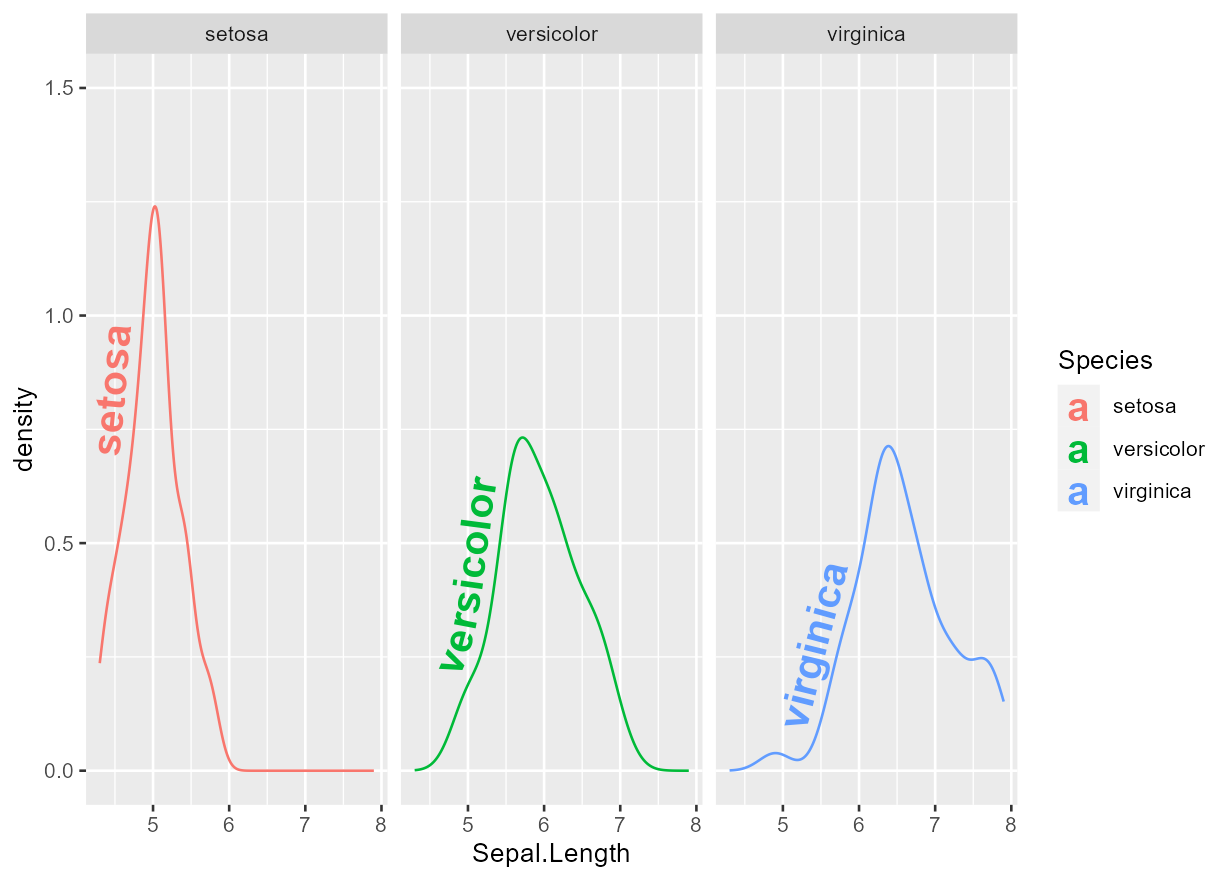 setosa versicolor virginica
1.5
1.0
0.5
0.0
density
setosa
versicolor
virginica
5 6 7 8 5 6 7 8 5 6 7 8
Sepal.Length
Species
a setosa
a versicolor
a virginica